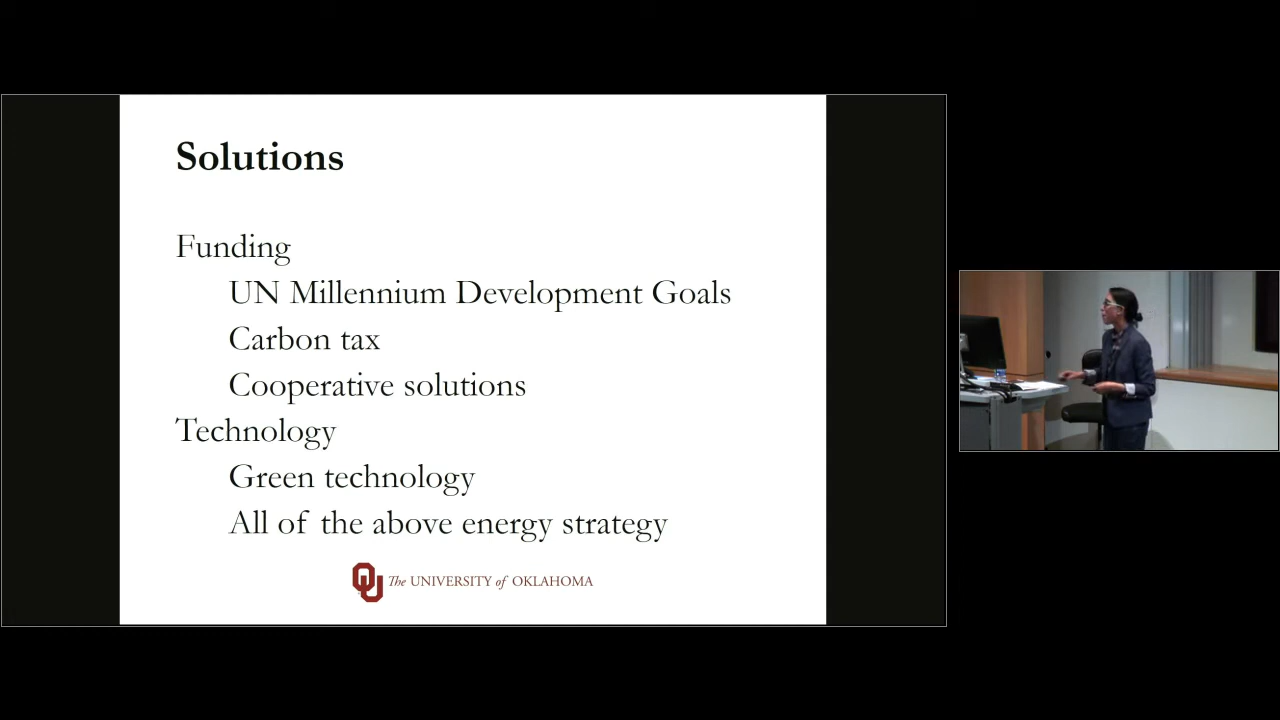 Solutions
Funding
UN Millennium Development Goals
Carbon tax
Cooperative solutions
Technology
Green technology
All of the above energy strategy
OU The UNIVERSITY of OKLAHOMA